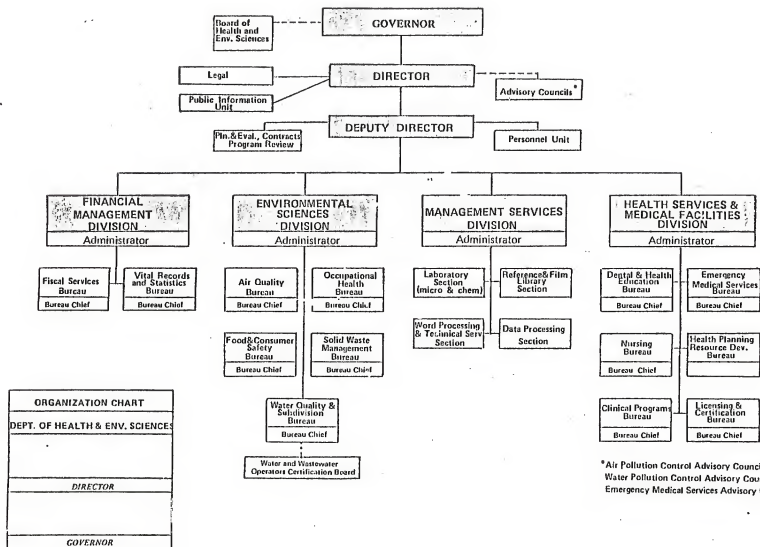 Board of
Health and
Env. Sciences
GOVERNOR
Legal
DIRECTOR
Public Information
Unit
Advisory Councils*
DEPUTY DIRECTOR
Pln.& Eval., Contracts
Program Review
Personnel Unit
FINANCIAL
MANAGEMENT
DIVISION
Administrator
ENVIRONMENTAL
SCIENCES
DIVISION
Administrator
MANAGEMENT SERVICES
DIVISION
Administrator
HEALTH SERVICES &
MEDICAL FACILITIES
DIVISION
Administrator
Fiscal Services
Bureau
Bureau Chief
Vital Records
and Statistics
Bureau
Bureau Chief
Air Quality
Bureau
Bureau Chief
Occupational
Health
Bureau
Bureau Chief
Laboratory
Section
(micro & chem)
Reference&Film
Library
Section
Dental & Health
Education
Bureau
Bureau Chief
Emergency
Medical Services
Bureau
Bureau Chief
Food&Consumer
Safety
Bureau
Bureau Chief
Solid Waste
Management
Bureau
Bureau Chief
Word Processing
& Technical Serv
Section
Data Processing
Section
Nursing
Bureau
Bureau Chief
Health Planning
Resource Dev.
Bureau
Water Quality &
Subdivision
Bureau
Bureau Chief
Clinical Programs
Bureau
Bureau Chief
Licensing &
Certification
Bureau
Bureau Chief
Water and Wastewater
Operators Certification Board
*Air Pollution Control Advisory Counci
Water Pollution Control Advisory Cou
Emergency Medical Services Advisory
ORGANIZATION CHART
DEPT. OF HEALTH & ENV. SCIENCES
DIRECTOR
GOVERNOR